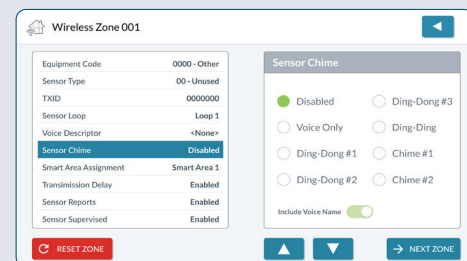 Wireless Zone 001
Equipment Code 0000 - Other
Sensor Type 00 - Unused
TXID 0000000
Sensor Loop Loop 1
Voice Descriptor <None>
Sensor Chime Disabled
Smart Area Assignment Smart Area 1
Transimission Delay Enabled
Sensor Reports Enabled
Sensor Supervised Enabled
RESET ZONE
Sensor Chime
Disabled Ding-Dong #3
Voice Only Ding-Ding
Ding-Dong #1 Chime #1
Ding-Dong #2 Chime #2
Include Voice Name
NEXT ZONE